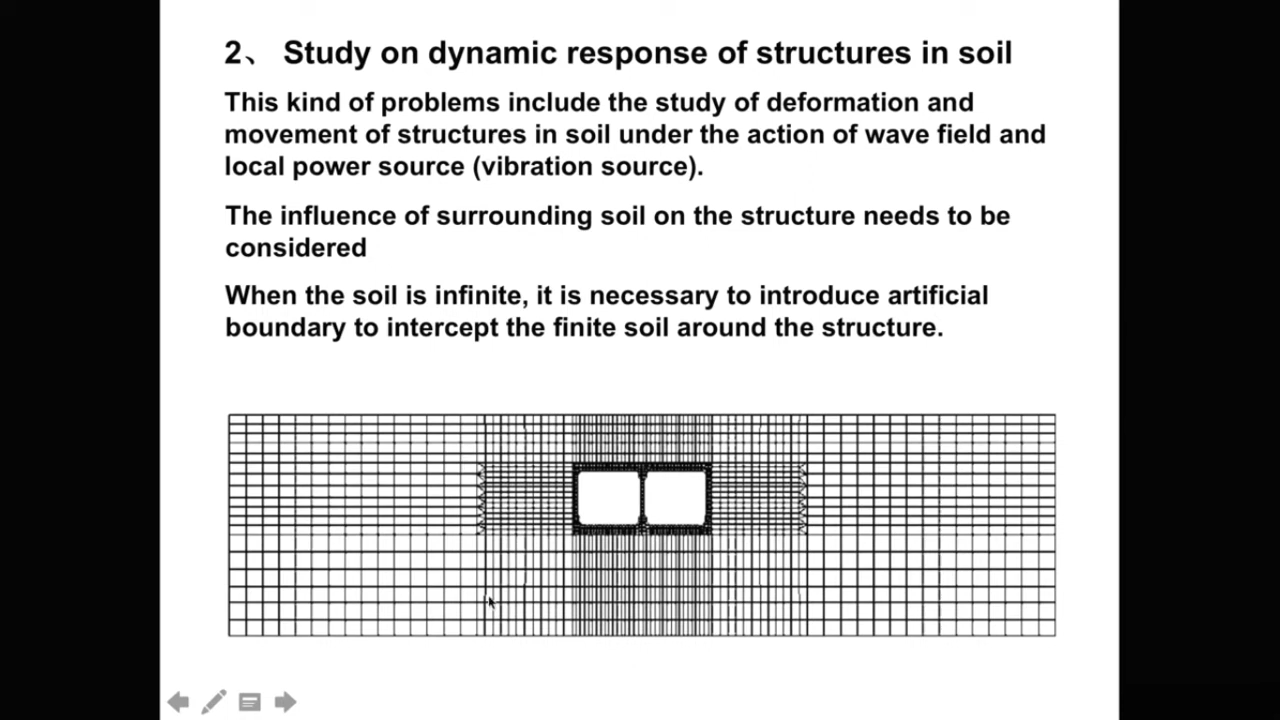 2、 Study on dynamic response of structures in soil
This kind of problems include the study of deformation and
movement of structures in soil under the action of wave field and
local power source (vibration source).
The influence of surrounding soil on the structure needs to be
considered
When the soil is infinite, it is necessary to introduce artificial
boundary to intercept the finite soil around the structure.